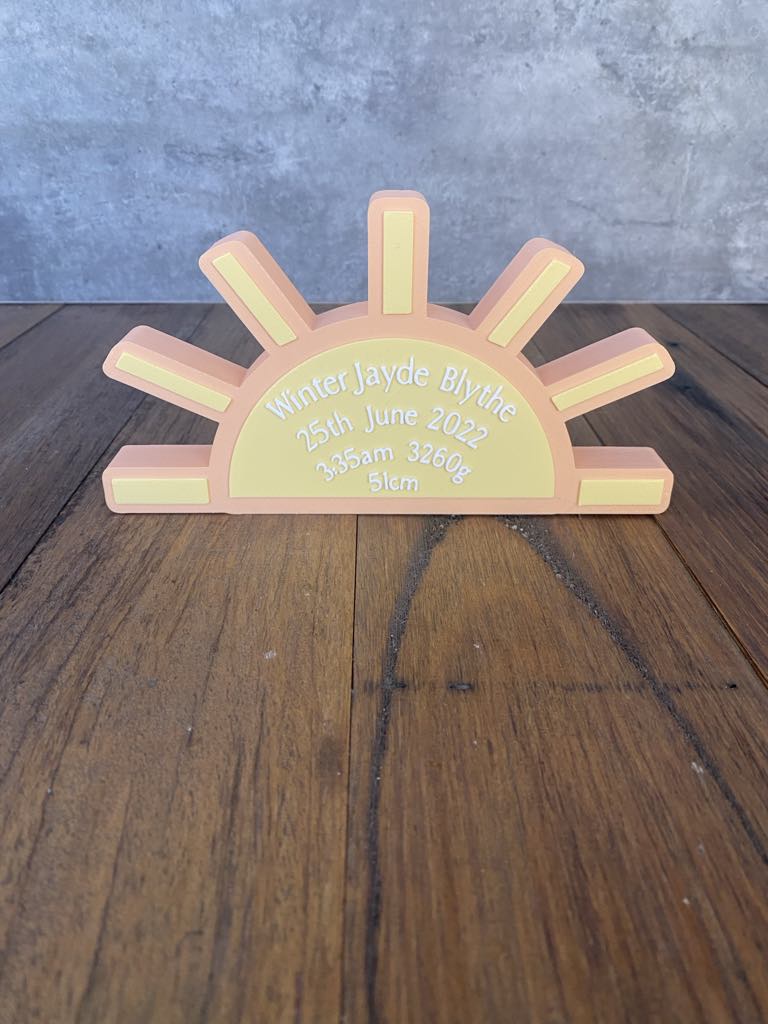 Winter Jayde Blythe
25th June 2022
3:35am 3260g
51cm